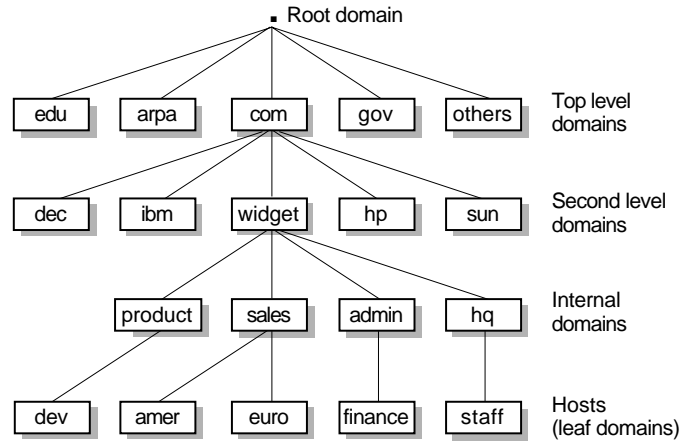 . Root domain
edu arpa com gov others
Top level
domains
dec ibm widget hp sun
Second level
domains
product sales admin hq
Internal
domains
dev amer euro finance staff
Hosts
(leaf domains)